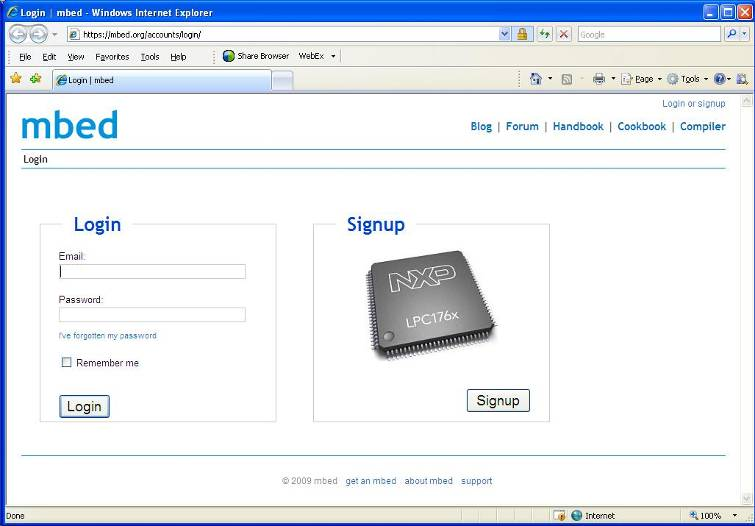 Login | mbed - Windows Internet Explorer
https://mbed.org/accounts/login/
Google
File Edit View Favorites Tools Help Share Browser WebEx
Login | mbed
Page Tools
Login or signup
mbed
Blog | Forum | Handbook | Cookbook | Compiler
Login
Login
Email:
Password:
I've forgotten my password
Remember me
Login
Signup
NXP
LPC176x
Signup
© 2009 mbed get an mbed about mbed support
Done Internet 100%